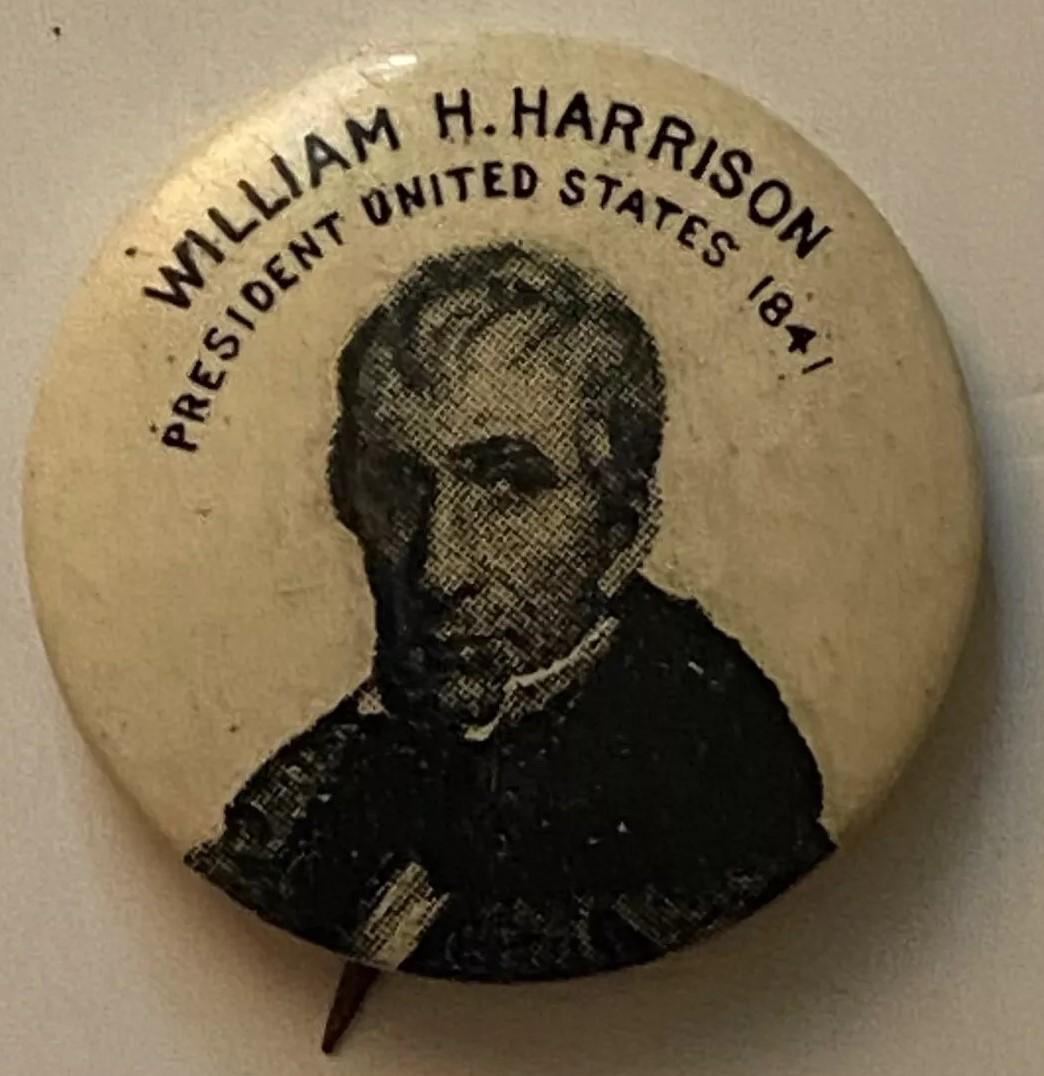 WILLIAM H. HARRISON
PRESIDENT UNITED STATES 1841